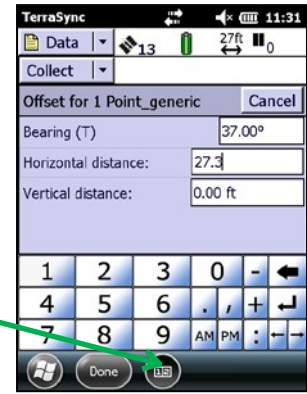 TerraSync 11:31
Data 13 27ft 0
Collect
Offset for 1 Point_generic Cancel
Bearing (T) 37.00°
Horizontal distance: 27.3
Vertical distance: 0.00 ft
1 2 3 0 -
4 5 6 . , +
7 8 9 AM PM :
Done